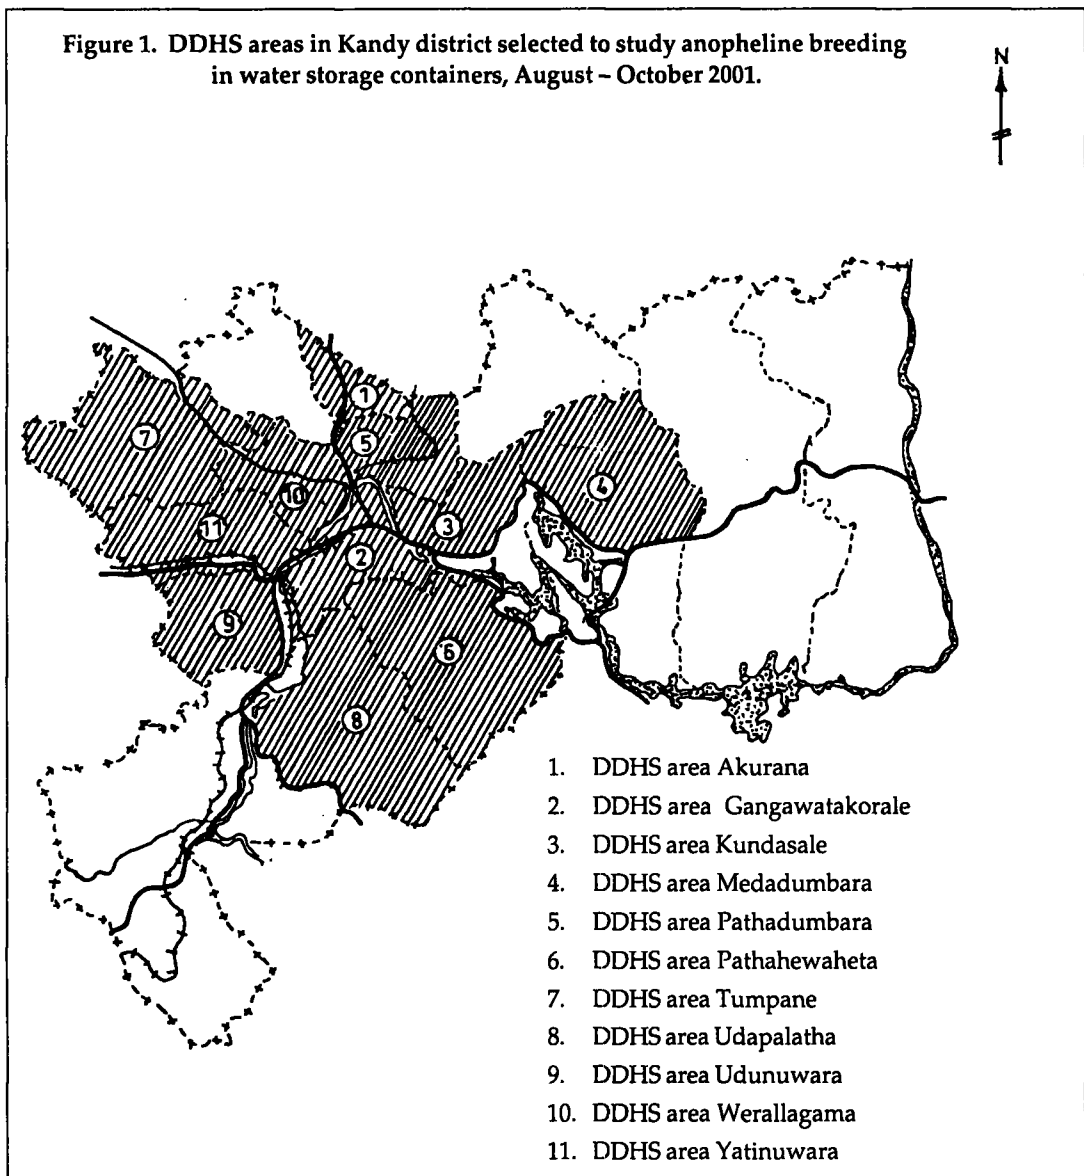 Figure 1. DDHS areas in Kandy district selected to study anopheline breeding
in water storage containers, August – October 2001.
N
1
7
5
10
4
11
3
2
9
6
8
1. DDHS area Akurana
2. DDHS area Gangawatakorale
3. DDHS area Kundasale
4. DDHS area Medadumbara
5. DDHS area Pathadumbara
6. DDHS area Pathahewaheta
7. DDHS area Tumpane
8. DDHS area Udapalatha
9. DDHS area Udunuwara
10. DDHS area Werallagama
11. DDHS area Yatinuwara